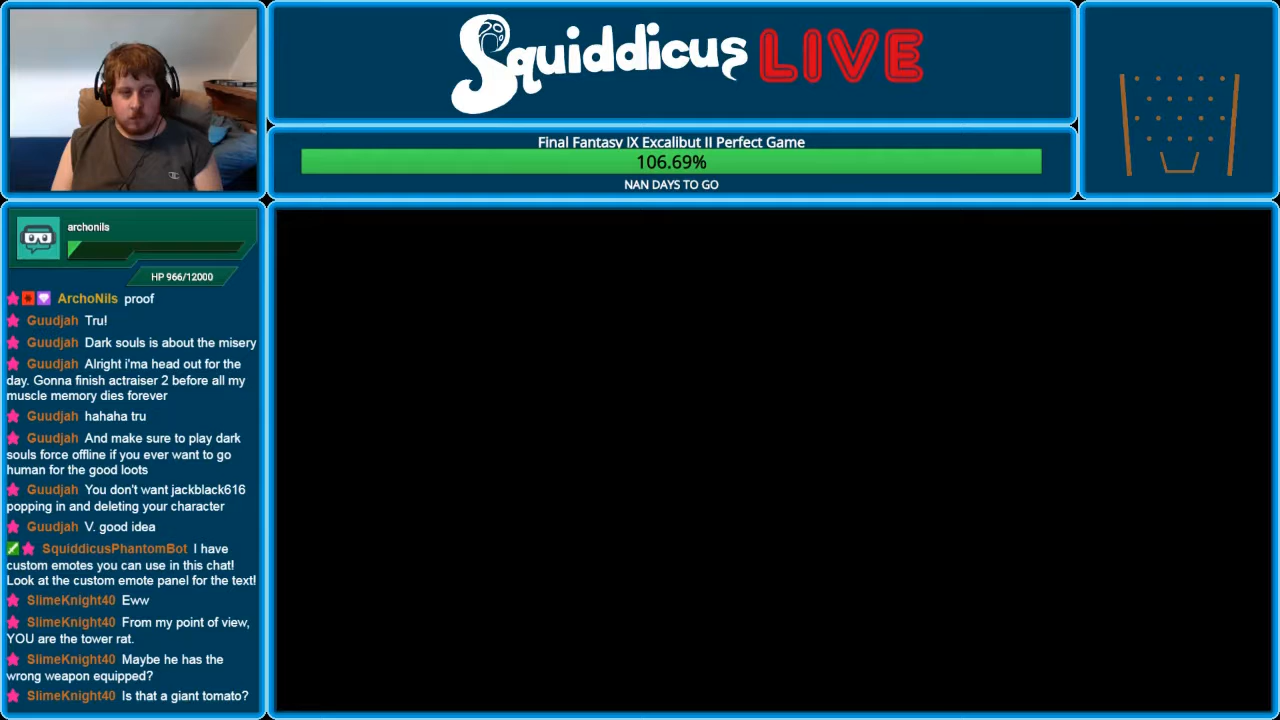 Squiddicus LIVE
Final Fantasy IX Excalibut II Perfect Game
106.69%
NAN DAYS TO GO
archonils
HP 966/12000
ArchoNils proof
Guudjah Tru!
Guudjah Dark souls is about the misery
Guudjah Alright i'ma head out for the
day. Gonna finish actraiser 2 before all my
muscle memory dies forever
Guudjah hahaha tru
Guudjah And make sure to play dark
souls force offline if you ever want to go
human for the good loots
Guudjah You don't want jackblack616
popping in and deleting your character
Guudjah V. good idea
SquiddicusPhantomBot I have
custom emotes you can use in this chat!
Look at the custom emote panel for the text!
SlimeKnight40 Eww
SlimeKnight40 From my point of view,
YOU are the tower rat.
SlimeKnight40 Maybe he has the
wrong weapon equipped?
SlimeKnight40 Is that a giant tomato?